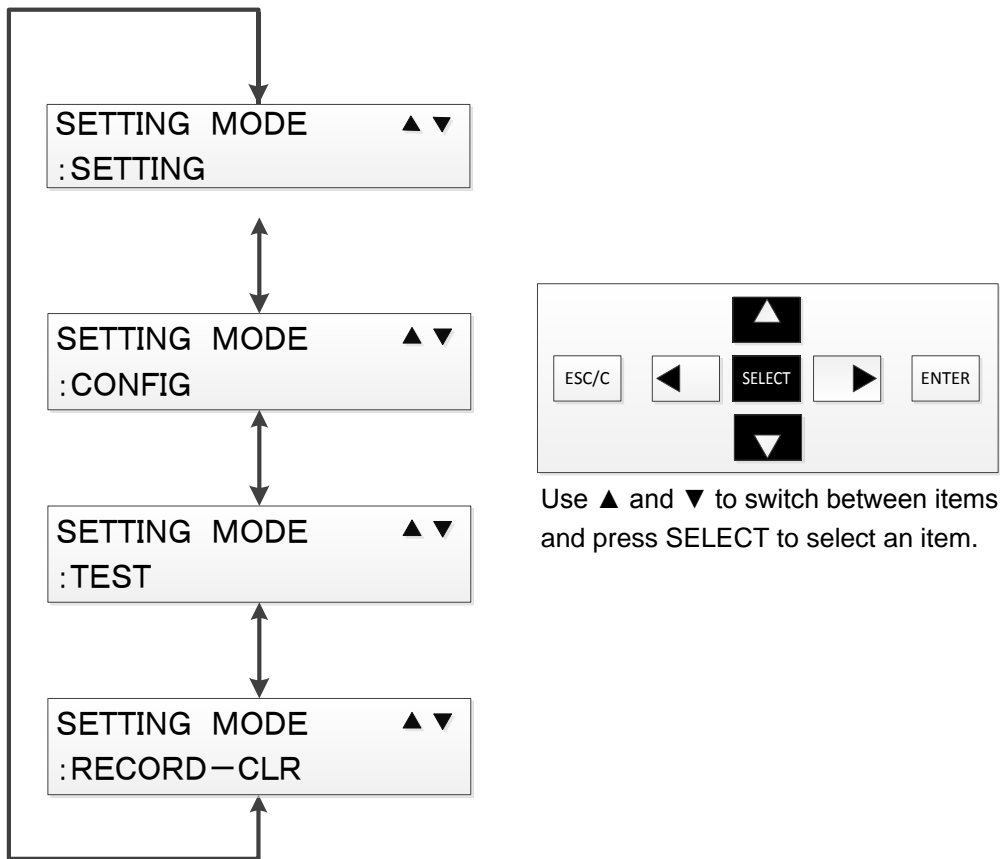 SETTING MODE ▲ ▼
:SETTING
SETTING MODE ▲ ▼
:CONFIG
SETTING MODE ▲ ▼
:TEST
SETTING MODE ▲ ▼
:RECORD－CLR
ESC/C
SELECT
ENTER
Use ▲ and ▼ to switch between items
and press SELECT to select an item.